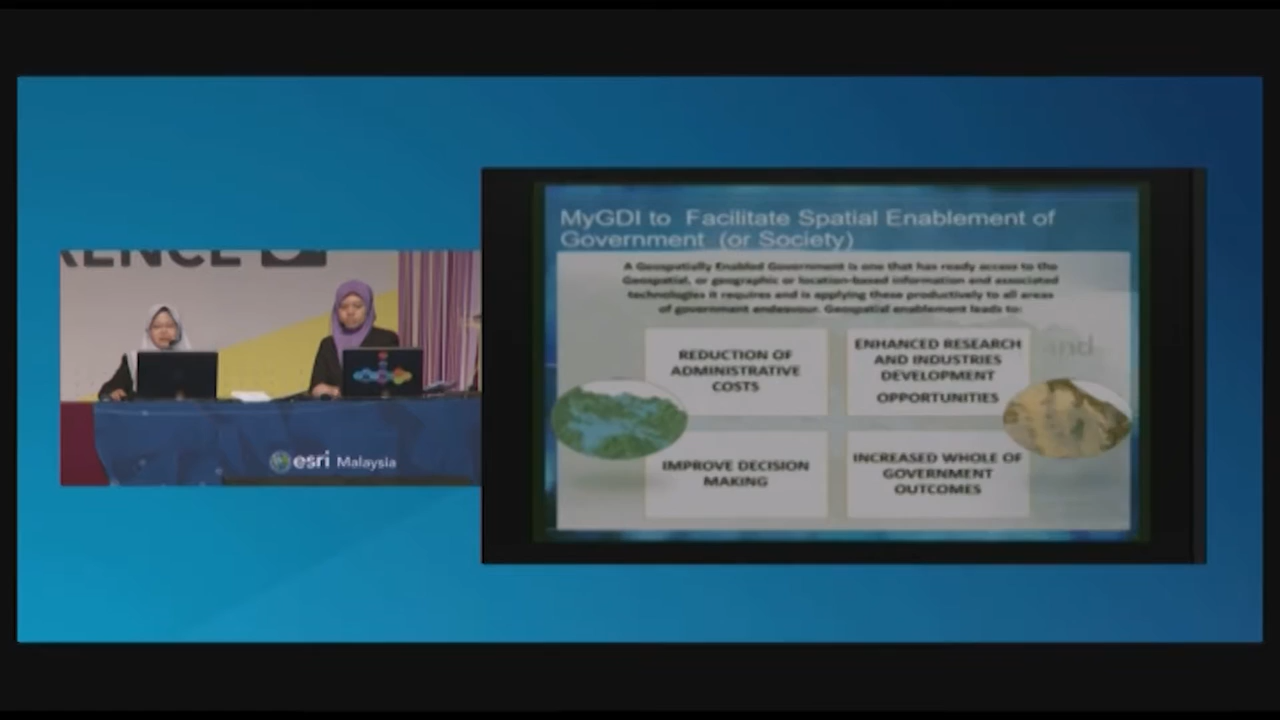 RENCE
esri Malaysia
MyGDI to Facilitate Spatial Enablement of
Government (or Society)
A Geospatially Enabled Government is one that has ready access to the
Geospatial, or geographic or location-based information and associated
technologies it requires and is applying these productively to all areas
of government endeavour. Geospatial enablement leads to:
REDUCTION OF
ADMINISTRATIVE
COSTS
ENHANCED RESEARCH
AND INDUSTRIES
DEVELOPMENT
OPPORTUNITIES
and
IMPROVE DECISION
MAKING
INCREASED WHOLE OF
GOVERNMENT
OUTCOMES